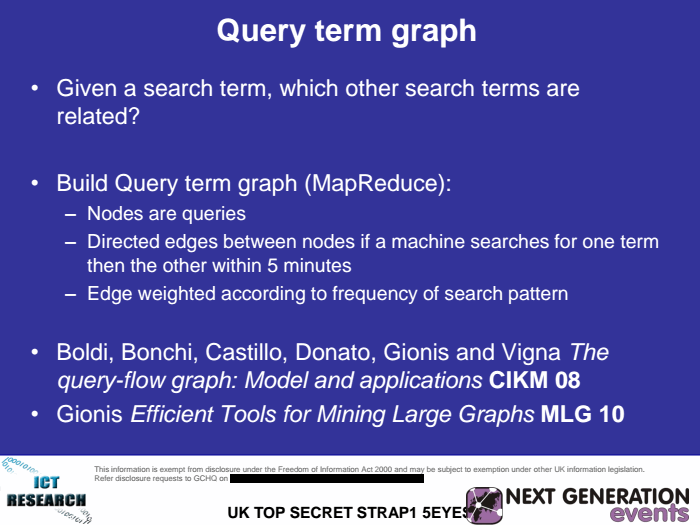 Query term graph
• Given a search term, which other search terms are
related?
• Build Query term graph (MapReduce):
– Nodes are queries
– Directed edges between nodes if a machine searches for one term
then the other within 5 minutes
– Edge weighted according to frequency of search pattern
• Boldi, Bonchi, Castillo, Donato, Gionis and Vigna The
query-flow graph: Model and applications CIKM 08
• Gionis Efficient Tools for Mining Large Graphs MLG 10
This information is exempt from disclosure under the Freedom of Information Act 2000 and may be subject to exemption under other UK information legislation.
Refer disclosure requests to GCHQ on
ICT
RESEARCH
UK TOP SECRET STRAP1 5EYES
NEXT GENERATION
events